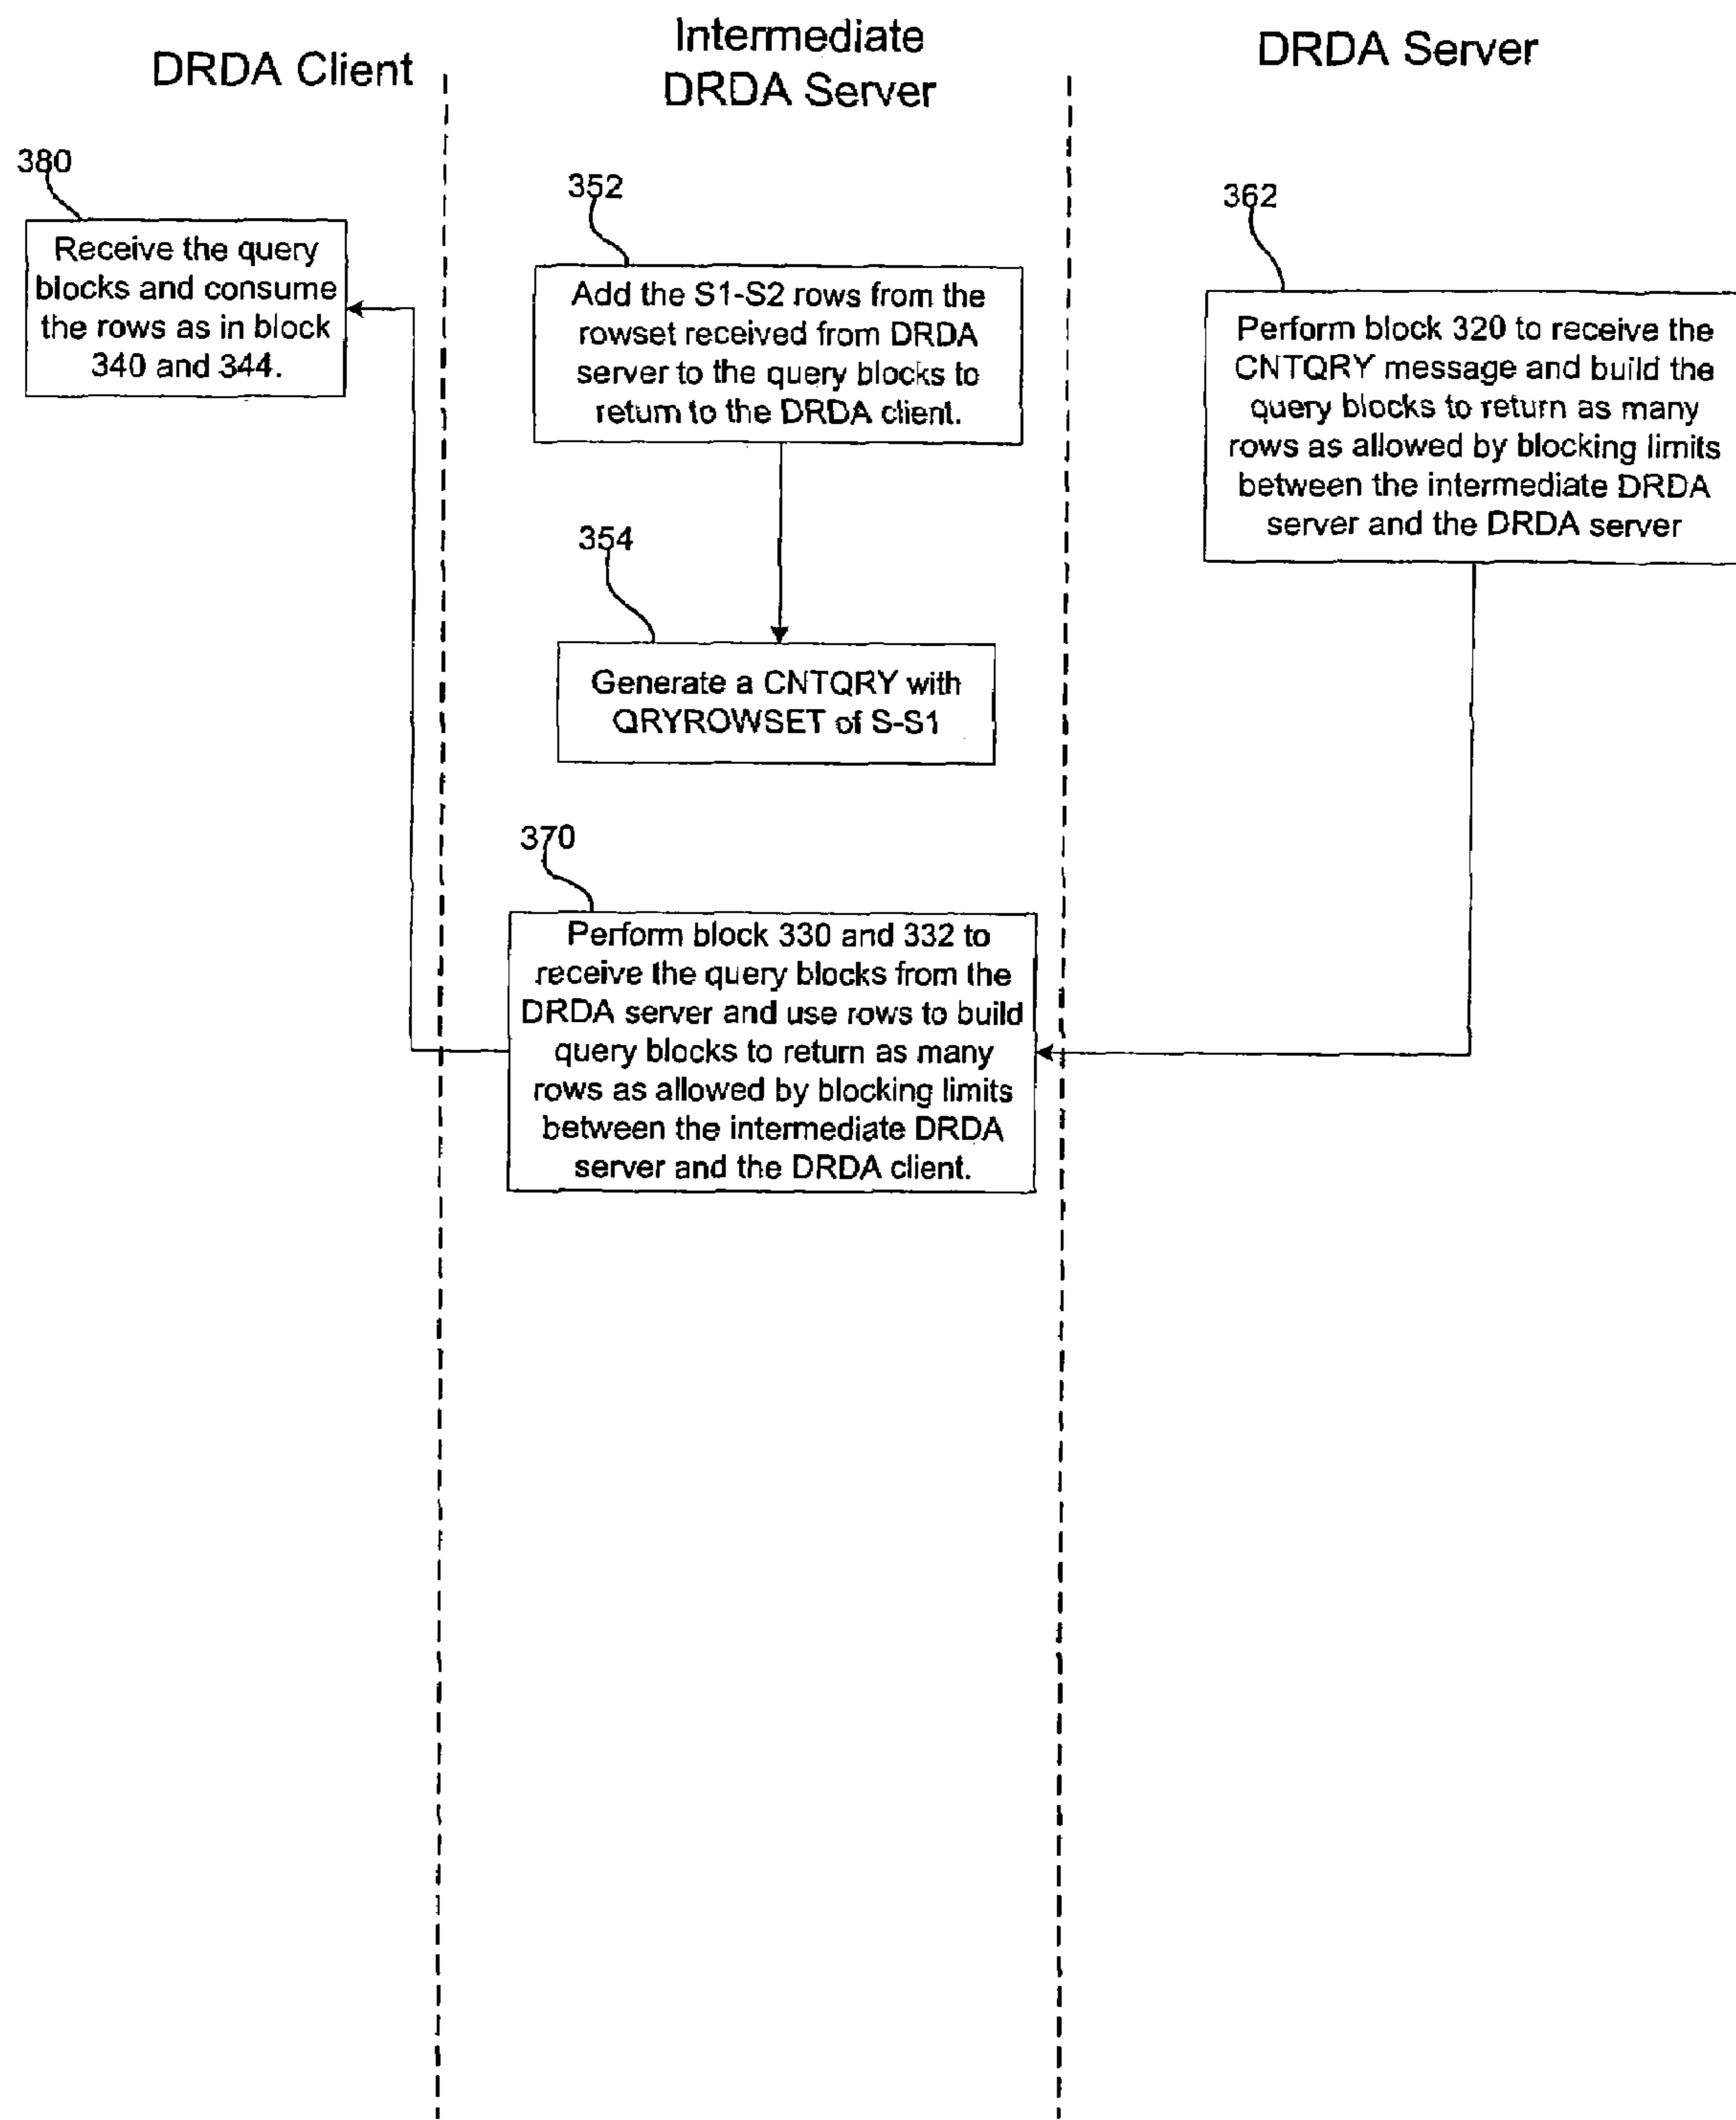 DRDA Client
Intermediate
DRDA Server
DRDA Server
380
Receive the query
blocks and consume
the rows as in block
340 and 344.
352
Add the S1-S2 rows from the
rowset received from DRDA
server to the query blocks to
return to the DRDA client.
362
Perform block 320 to receive the
CNTQRY message and build the
query blocks to return as many
rows as allowed by blocking limits
between the intermediate DRDA
server and the DRDA server
354
Generate a CNTQRY with
QRYROWSET of S-S1
370
Perform block 330 and 332 to
receive the query blocks from the
DRDA server and use rows to build
query blocks to return as many
rows as allowed by blocking limits
between the intermediate DRDA
server and the DRDA client.